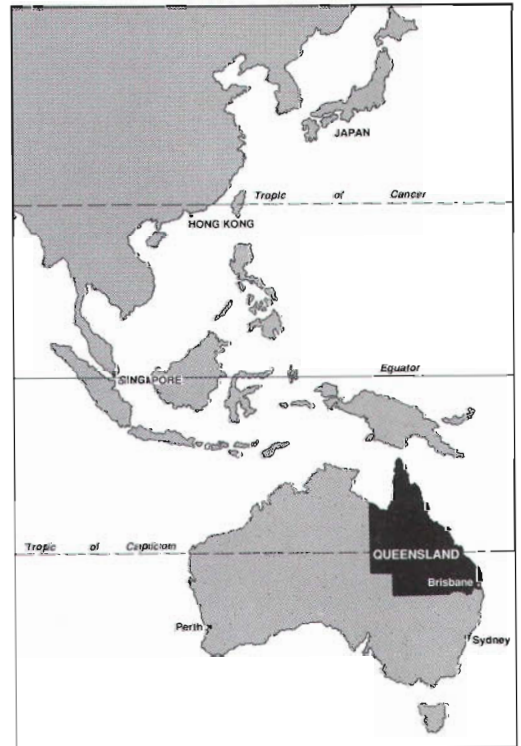 JAPAN
Tropic of Cancer
HONG KONG
Equator
SINGAPORE
Tropic of Capricorn
QUEENSLAND
Brisbane
Perth
Sydney